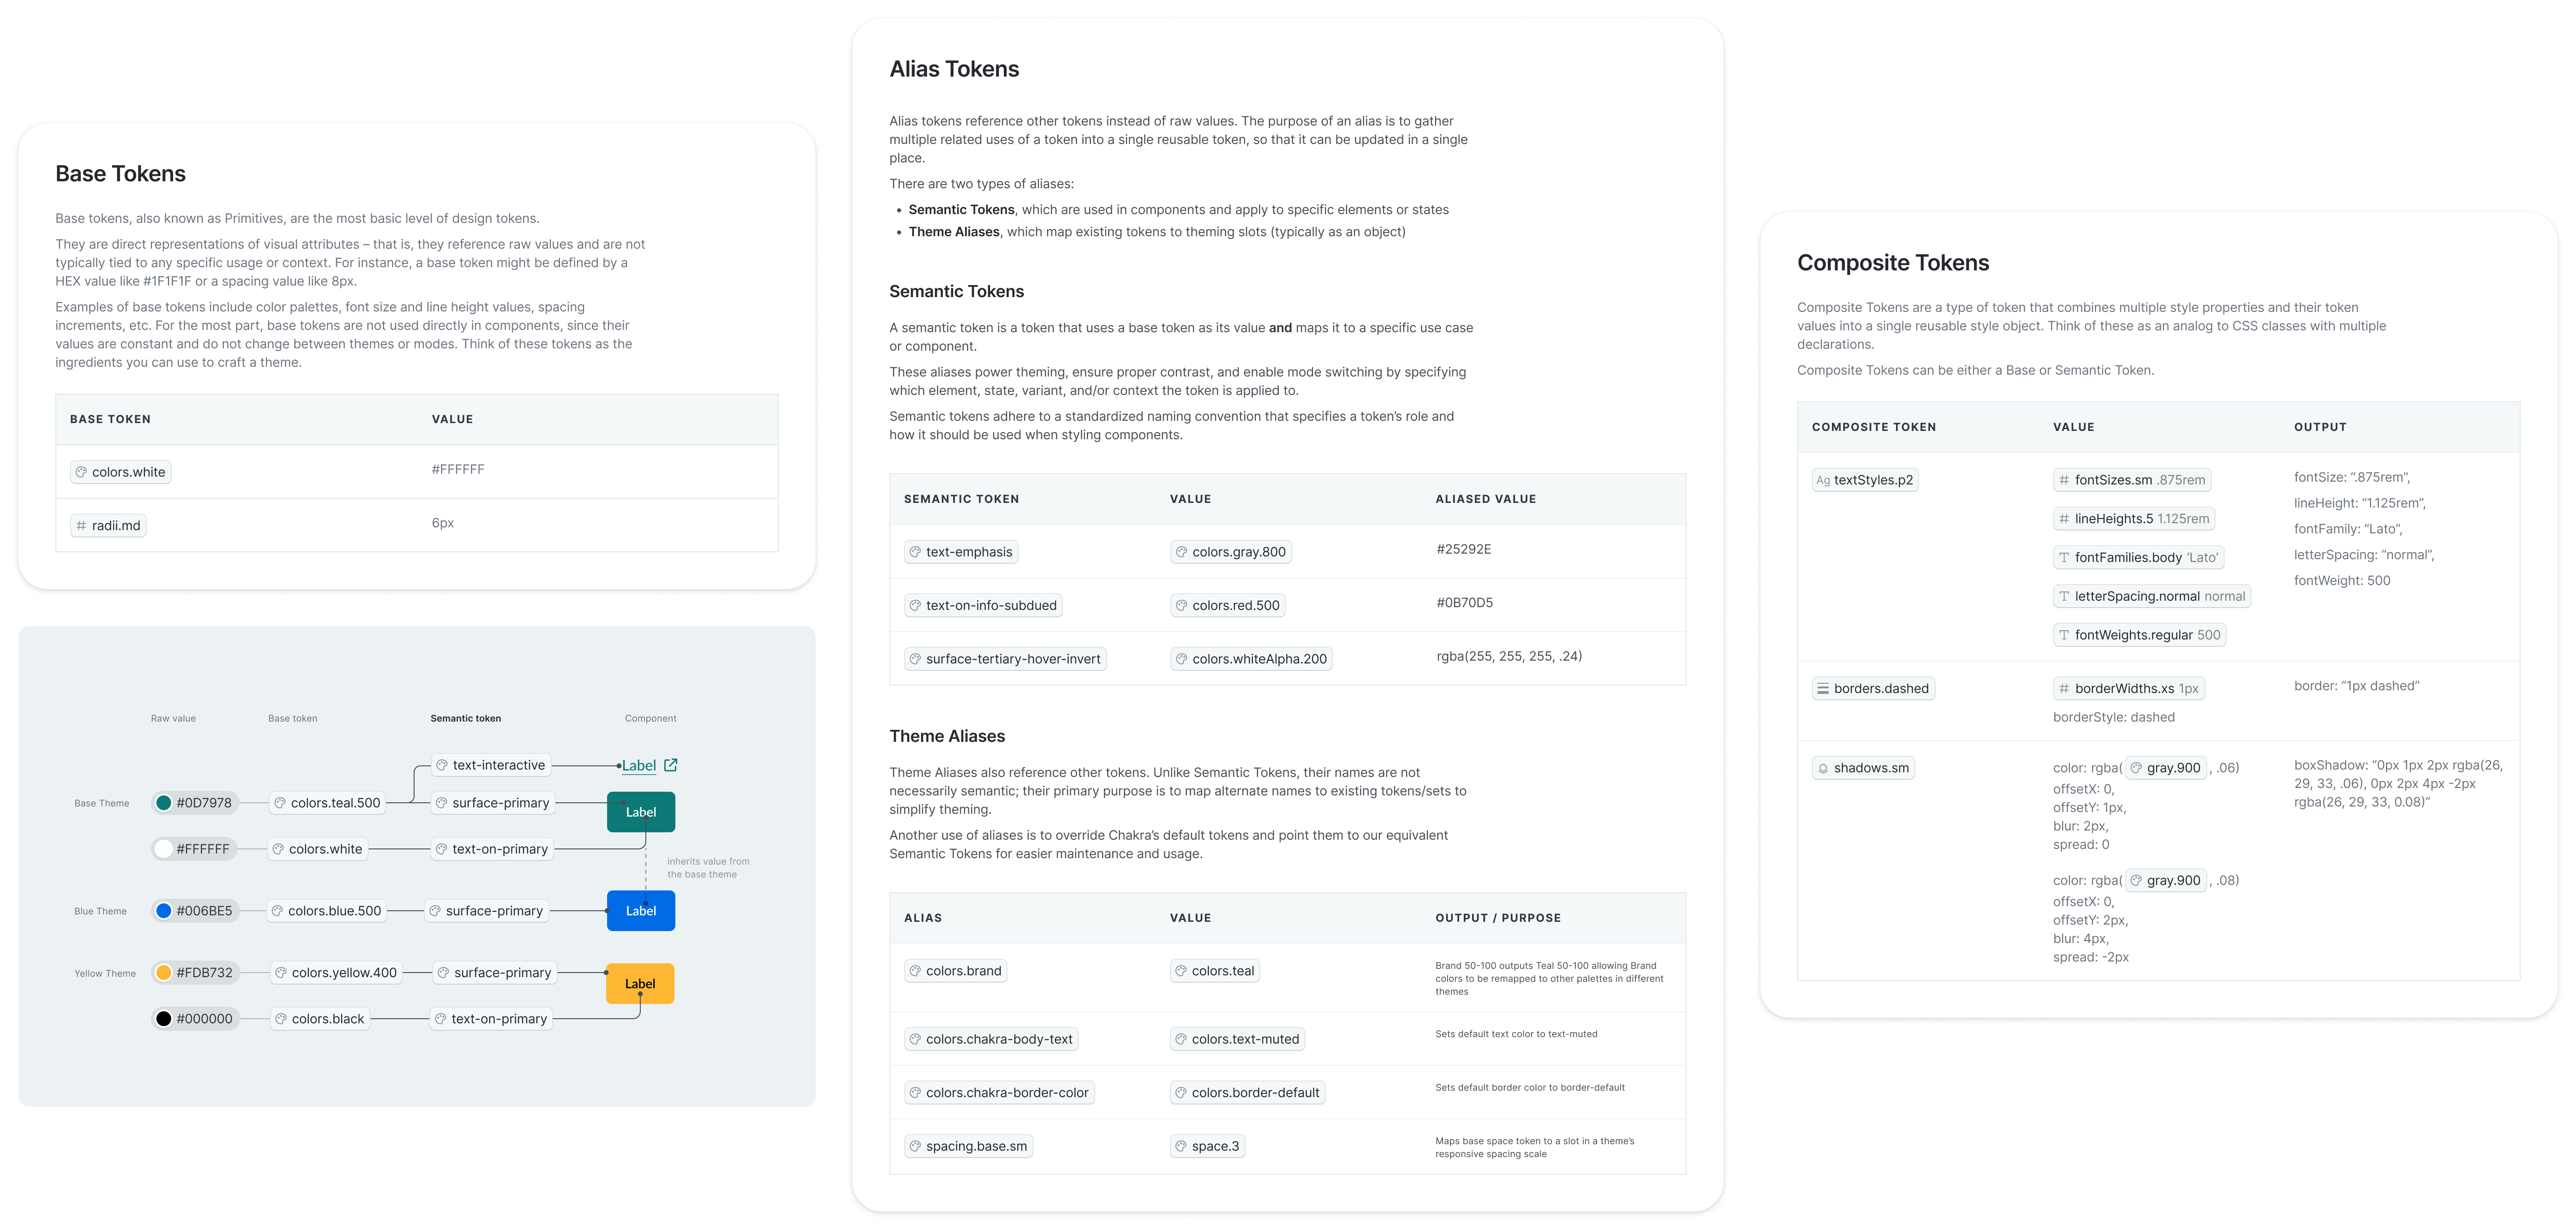 Base Tokens
Base tokens, also known as Primitives, are the most basic level of design tokens.
They are direct representations of visual attributes – that is, they reference raw values and are not
typically tied to any specific usage or context. For instance, a base token might be defined by a
HEX value like #1F1F1F or a spacing value like 8px.
Examples of base tokens include color palettes, font size and line height values, spacing
increments, etc. For the most part, base tokens are not used directly in components, since their
values are constant and do not change between themes or modes. Think of these tokens as the
ingredients you can use to craft a theme.
BASE TOKEN VALUE
colors.white #FFFFFF
radii.md 6px
Raw value Base token Semantic token Component
text-interactive Label
Base Theme #0D7978 colors.teal.500 surface-primary Label
#FFFFFF colors.white text-on-primary
inherits value from
the base theme
Blue Theme #006BE5 colors.blue.500 surface-primary Label
Yellow Theme #FDB732 colors.yellow.400 surface-primary Label
#000000 colors.black text-on-primary
Alias Tokens
Alias tokens reference other tokens instead of raw values. The purpose of an alias is to gather
multiple related uses of a token into a single reusable token, so that it can be updated in a single
place.
There are two types of aliases:
• Semantic Tokens, which are used in components and apply to specific elements or states
• Theme Aliases, which map existing tokens to theming slots (typically as an object)
Semantic Tokens
A semantic token is a token that uses a base token as its value and maps it to a specific use case
or component.
These aliases power theming, ensure proper contrast, and enable mode switching by specifying
which element, state, variant, and/or context the token is applied to.
Semantic tokens adhere to a standardized naming convention that specifies a token’s role and
how it should be used when styling components.
SEMANTIC TOKEN VALUE ALIASED VALUE
text-emphasis colors.gray.800 #25292E
text-on-info-subdued colors.red.500 #0B70D5
surface-tertiary-hover-invert colors.whiteAlpha.200 rgba(255, 255, 255, .24)
Theme Aliases
Theme Aliases also reference other tokens. Unlike Semantic Tokens, their names are not
necessarily semantic; their primary purpose is to map alternate names to existing tokens/sets to
simplify theming.
Another use of aliases is to override Chakra’s default tokens and point them to our equivalent
Semantic Tokens for easier maintenance and usage.
ALIAS VALUE OUTPUT / PURPOSE
colors.brand colors.teal Brand 50-100 outputs Teal 50-100 allowing Brand
colors to be remapped to other palettes in different
themes
colors.chakra-body-text colors.text-muted Sets default text color to text-muted
colors.chakra-border-color colors.border-default Sets default border color to border-default
spacing.base.sm space.3 Maps base space token to a slot in a theme’s
responsive spacing scale
Composite Tokens
Composite Tokens are a type of token that combines multiple style properties and their token
values into a single reusable style object. Think of these as an analog to CSS classes with multiple
declarations.
Composite Tokens can be either a Base or Semantic Token.
COMPOSITE TOKEN VALUE OUTPUT
Ag textStyles.p2 # fontSizes.sm .875rem fontSize: “.875rem”,
# lineHeights.5 1.125rem lineHeight: “1.125rem”,
T fontFamilies.body ‘Lato’ fontFamily: “Lato”,
T letterSpacing.normal normal letterSpacing: “normal”,
T fontWeights.regular 500 fontWeight: 500
borders.dashed # borderWidths.xs 1px border: “1px dashed”
borderStyle: dashed
shadows.sm color: rgba( gray.900 , .06) boxShadow: “0px 1px 2px rgba(26,
offsetX: 0, 29, 33, .06), 0px 2px 4px -2px
offsetY: 1px, rgba(26, 29, 33, 0.08)”
blur: 2px,
spread: 0
color: rgba( gray.900 , .08)
offsetX: 0,
offsetY: 2px,
blur: 4px,
spread: -2px